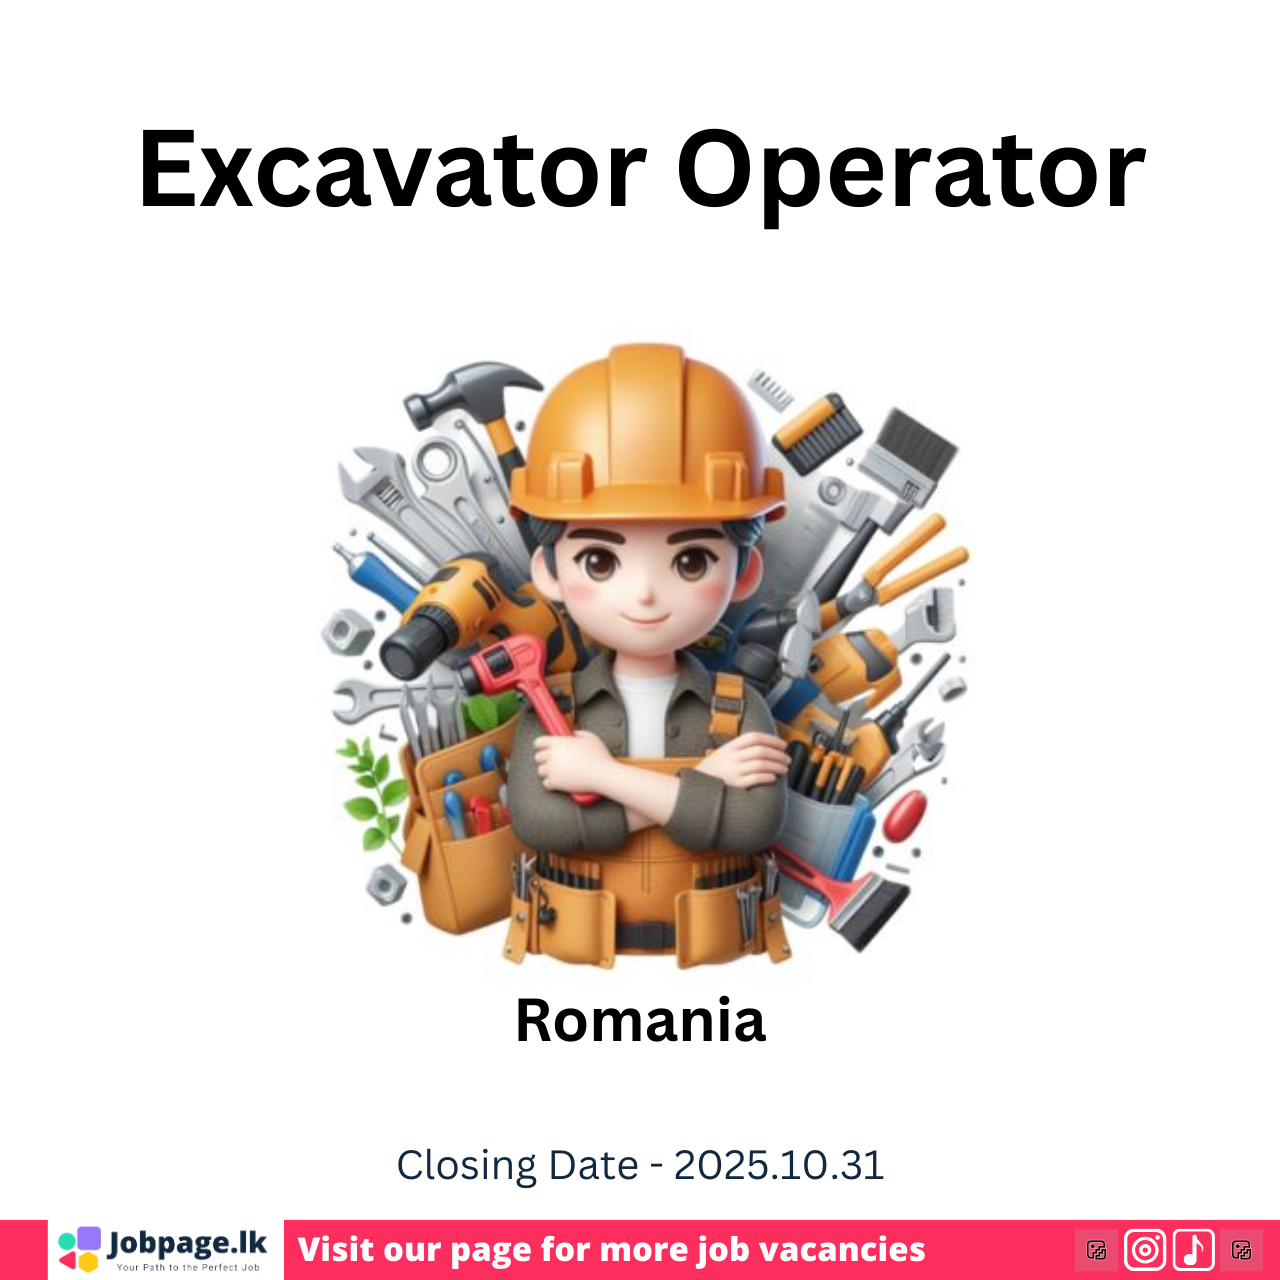 Excavator Operator
Romania
Closing Date - 2025.10.31
Jobpage.lk
Your Path to the Perfect Job
Visit our page for more job vacancies